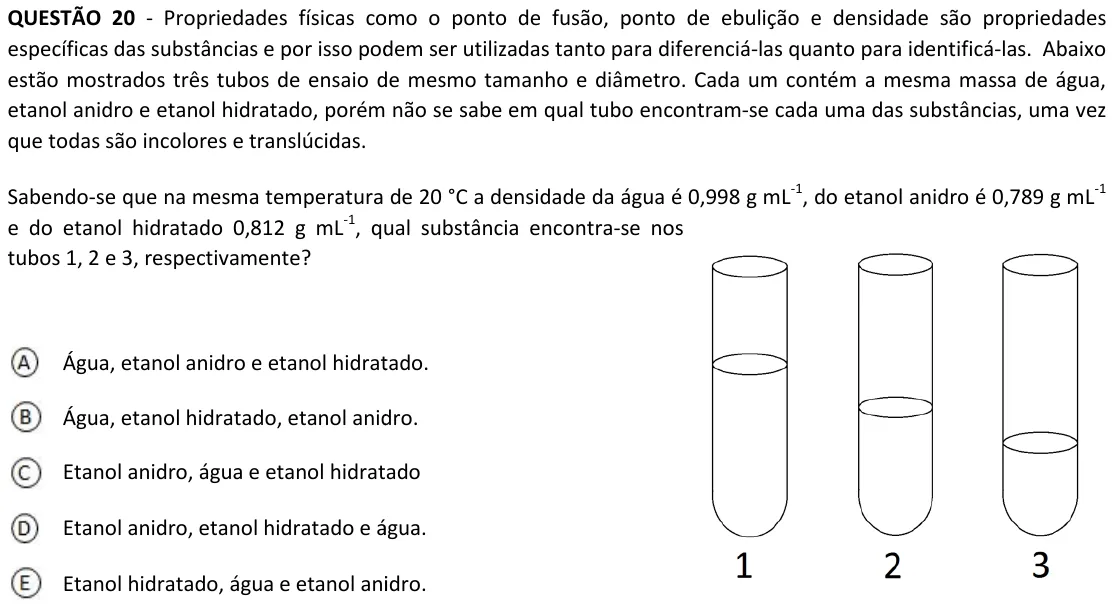 QUESTÃO 20 - Propriedades físicas como o ponto de fusão, ponto de ebulição e densidade são propriedades
específicas das substâncias e por isso podem ser utilizadas tanto para diferenciá-las quanto para identificá-las. Abaixo
estão mostrados três tubos de ensaio de mesmo tamanho e diâmetro. Cada um contém a mesma massa de água,
etanol anidro e etanol hidratado, porém não se sabe em qual tubo encontram-se cada uma das substâncias, uma vez
que todas são incolores e translúcidas.
Sabendo-se que na mesma temperatura de 20 °C a densidade da água é 0,998 g mL⁻¹, do etanol anidro é 0,789 g mL⁻¹
e do etanol hidratado 0,812 g mL⁻¹, qual substância encontra-se nos
tubos 1, 2 e 3, respectivamente?
A Água, etanol anidro e etanol hidratado.
B Água, etanol hidratado, etanol anidro.
C Etanol anidro, água e etanol hidratado
D Etanol anidro, etanol hidratado e água.
E Etanol hidratado, água e etanol anidro.
1 2 3